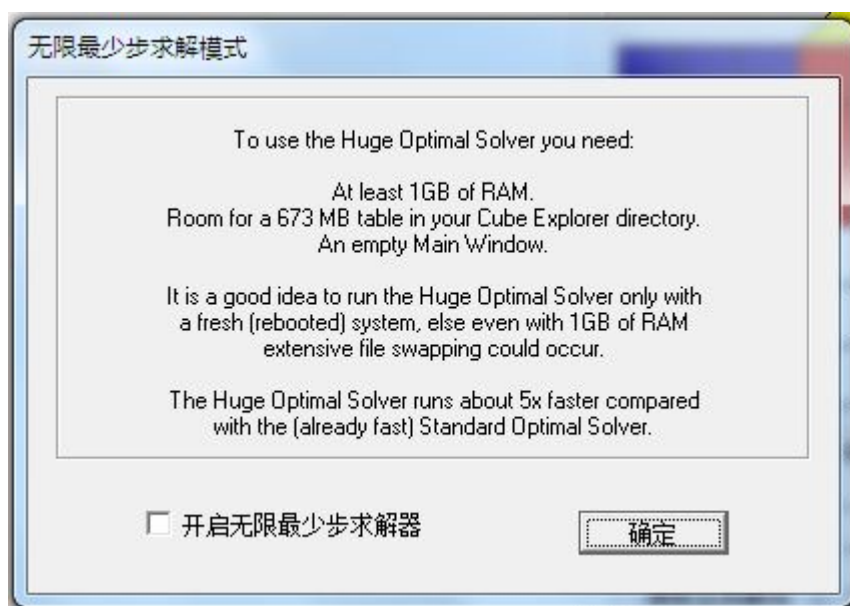 无限最少步求解模式
To use the Huge Optimal Solver you need:
At least 1GB of RAM.
Room for a 673 MB table in your Cube Explorer directory.
An empty Main Window.
It is a good idea to run the Huge Optimal Solver only with
a fresh (rebooted) system, else even with 1GB of RAM
extensive file swapping could occur.
The Huge Optimal Solver runs about 5x faster compared
with the (already fast) Standard Optimal Solver.
开启无限最少步求解器
确定